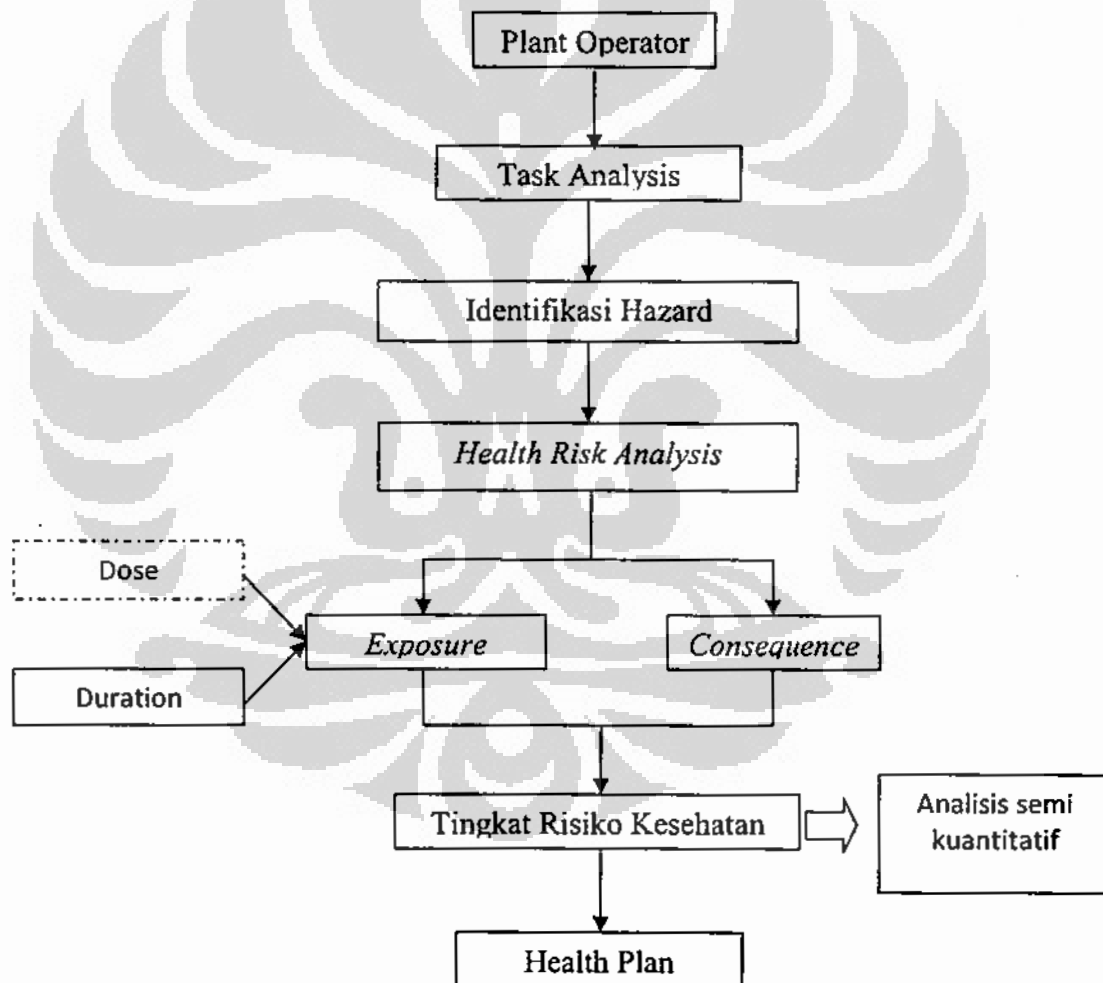 Plant Operator
Task Analysis
Identifikasi Hazard
Health Risk Analysis
Dose
Exposure
Consequence
Duration
Tingkat Risiko Kesehatan
Analisis semi
kuantitatif
Health Plan